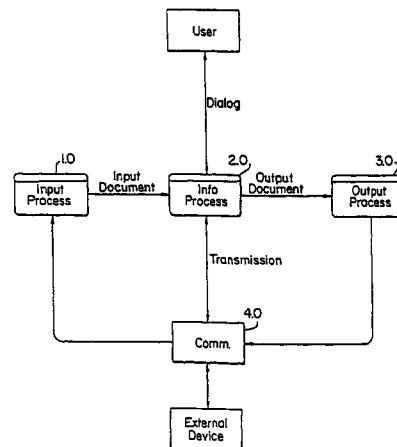 User
Dialog
1.0
Input
Process
Input
Document
2.0
Info
Process
Output
Document
3.0
Output
Process
Transmission
4.0
Comm.
External
Device